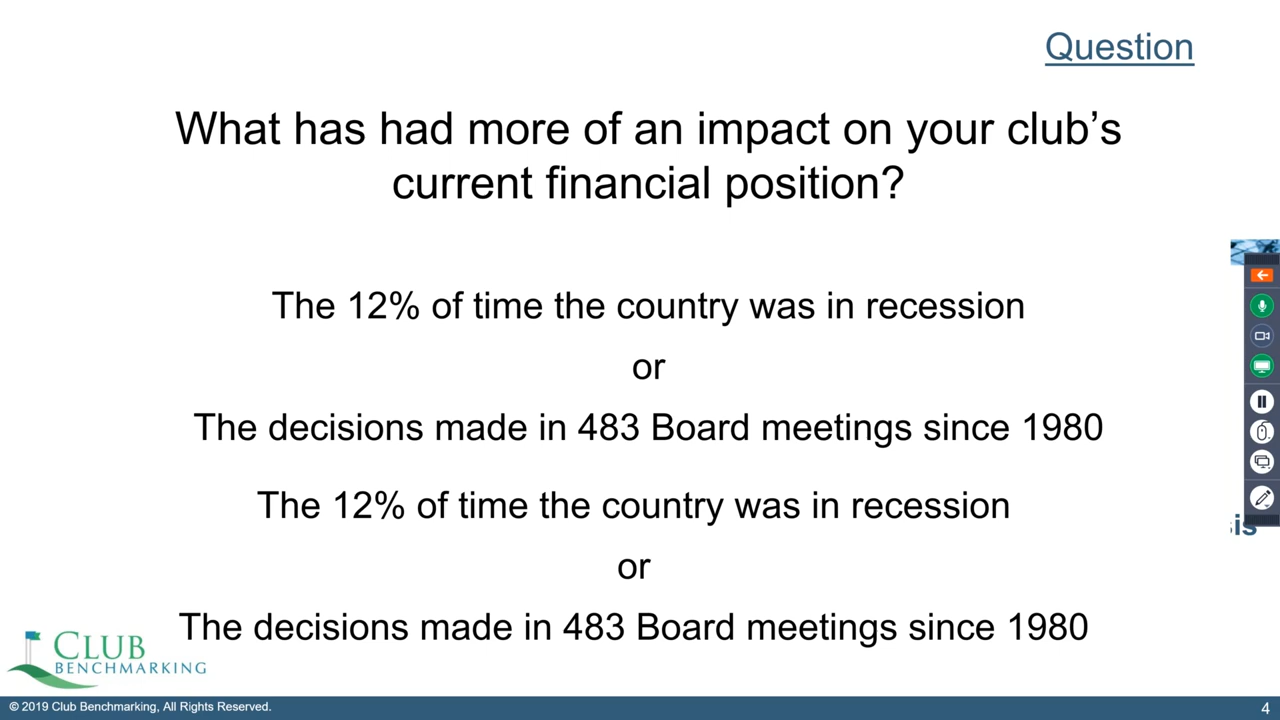 Question
What has had more of an impact on your club’s
current financial position?
The 12% of time the country was in recession
or
The decisions made in 483 Board meetings since 1980
The 12% of time the country was in recession
or
The decisions made in 483 Board meetings since 1980
CLUB
BENCHMARKING
© 2019 Club Benchmarking, All Rights Reserved.
4